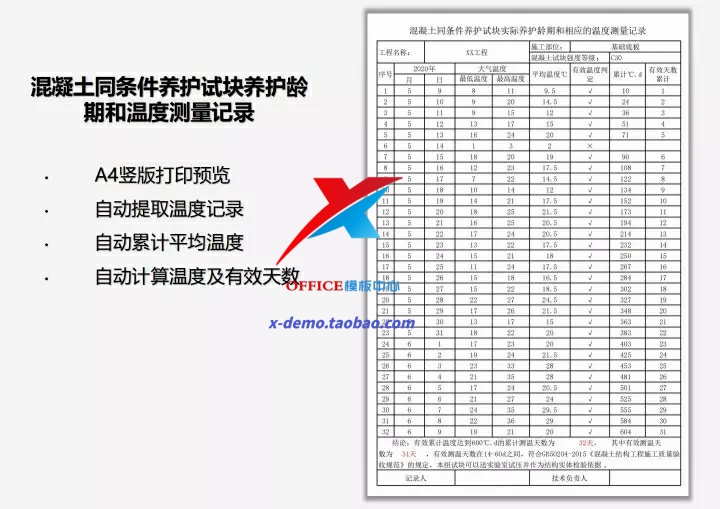 混凝土同条件养护试块养护龄
期和温度测量记录
· A4竖版打印预览
· 自动提取温度记录
· 自动累计平均温度
· 自动计算温度及有效天数
OFFICE模板中心
x-demo.taobao.com
混凝土同条件养护试块实际养护龄期和相应的温度测量记录
工程名称: XX工程 施工部位: 基础底板
混凝土试块强度等级: C30
序号 2020年 大气温度 平均温度℃ 有效温度判定 累计℃.d 有效天数累计
月 日 最低温度 最高温度
1 5 9 8 11 9.5 √ 10 1
2 5 10 9 20 14.5 √ 24 2
3 5 11 9 15 12 √ 36 3
4 5 12 13 17 15 √ 51 4
5 5 13 16 24 20 √ 71 5
6 5 14 1 3 2 ×
7 5 15 18 20 19 √ 90 6
8 5 16 12 23 17.5 √ 108 7
9 5 17 7 22 14.5 √ 122 8
5 18 10 14 12 √ 134 9
11 5 19 14 21 17.5 √ 152 10
12 5 20 18 25 21.5 √ 173 11
13 5 21 16 25 20.5 √ 194 12
14 5 22 17 24 20.5 √ 214 13
15 5 23 13 22 17.5 √ 232 14
16 5 24 15 21 18 √ 250 15
17 5 25 11 24 17.5 √ 267 16
18 5 26 15 18 16.5 √ 284 17
5 27 15 22 18.5 √ 302 18
20 5 28 22 27 24.5 √ 327 19
21 5 29 17 26 21.5 √ 348 20
30 13 17 15 √ 363 21
23 5 31 18 22 20 √ 383 22
24 6 1 17 23 20 √ 403 23
25 6 2 19 24 21.5 √ 425 24
26 6 3 23 33 28 √ 453 25
27 6 4 21 35 28 √ 481 26
28 6 5 17 24 20.5 √ 501 27
29 6 6 21 27 24 √ 525 28
30 6 7 24 35 29.5 √ 555 29
31 6 8 22 36 29 √ 584 30
32 6 9 19 21 20 √ 604 31
结论: 有效累计温度达到600℃.d的累计测温天数为 32天, 其中有效测温天
数为 31天 , 有效测温天数在14-60d之间, 符合GB50204-2015《混凝土结构工程施工质量验
收规范》的规定, 本组试块可以送实验室试压并作为结构实体检验依据 。
记录人 技术负责人